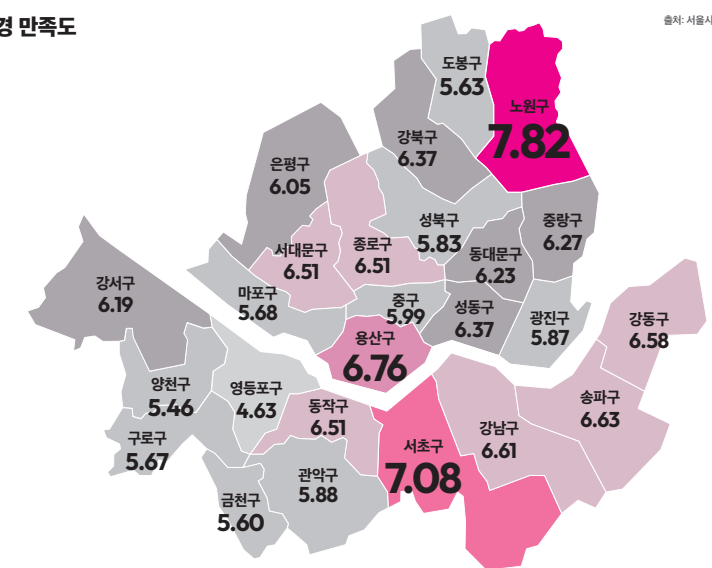 경 만족도
출처: 서울시
도봉구
5.63
노원구
7.82
강북구
6.37
은평구
6.05
성북구
5.83
중랑구
6.27
서대문구
6.51
종로구
6.51
동대문구
6.23
강서구
6.19
마포구
5.68
중구
5.99
성동구
6.37
광진구
5.87
강동구
6.58
용산구
6.76
양천구
5.46
영등포구
4.63
동작구
6.51
송파구
6.63
구로구
5.67
서초구
7.08
강남구
6.61
관악구
5.88
금천구
5.60